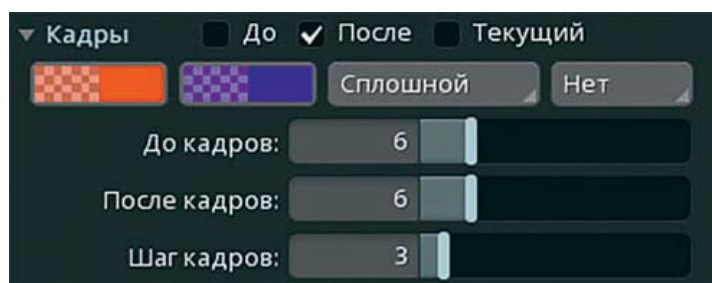 Кадры До После Текущий
Сплошной Нет
До кадров: 6
После кадров: 6
Шаг кадров: 3